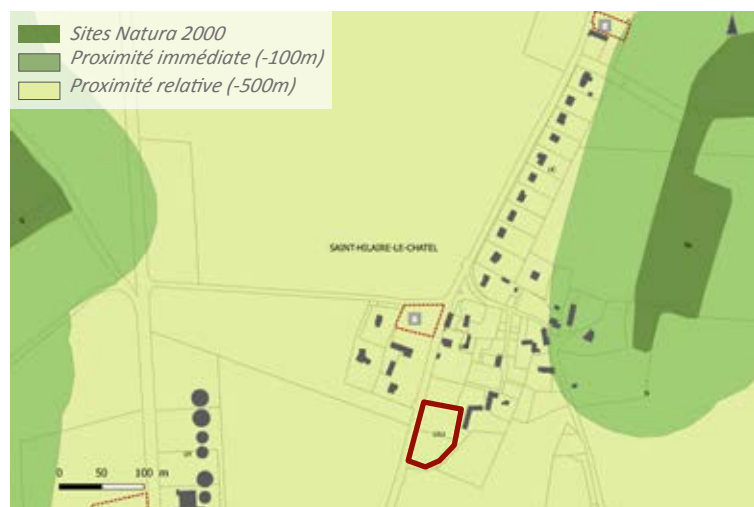 Sites Natura 2000
Proximité immédiate (-100m)
Proximité relative (-500m)
SAINT-HILAIRE-LE-CHATEL
0 50 100 m